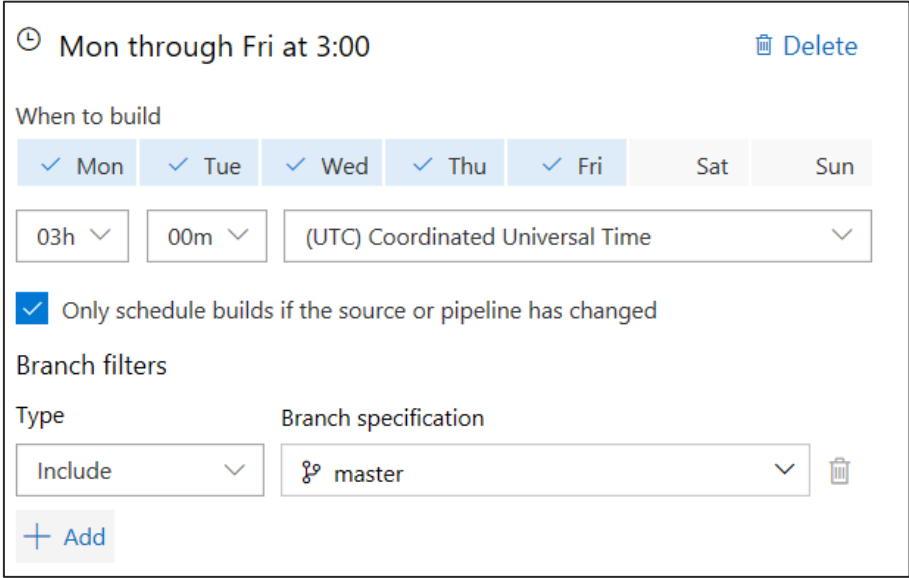 Mon through Fri at 3:00 Delete
When to build
Mon Tue Wed Thu Fri Sat Sun
03h 00m (UTC) Coordinated Universal Time
Only schedule builds if the source or pipeline has changed
Branch filters
Type Branch specification
Include master
+ Add